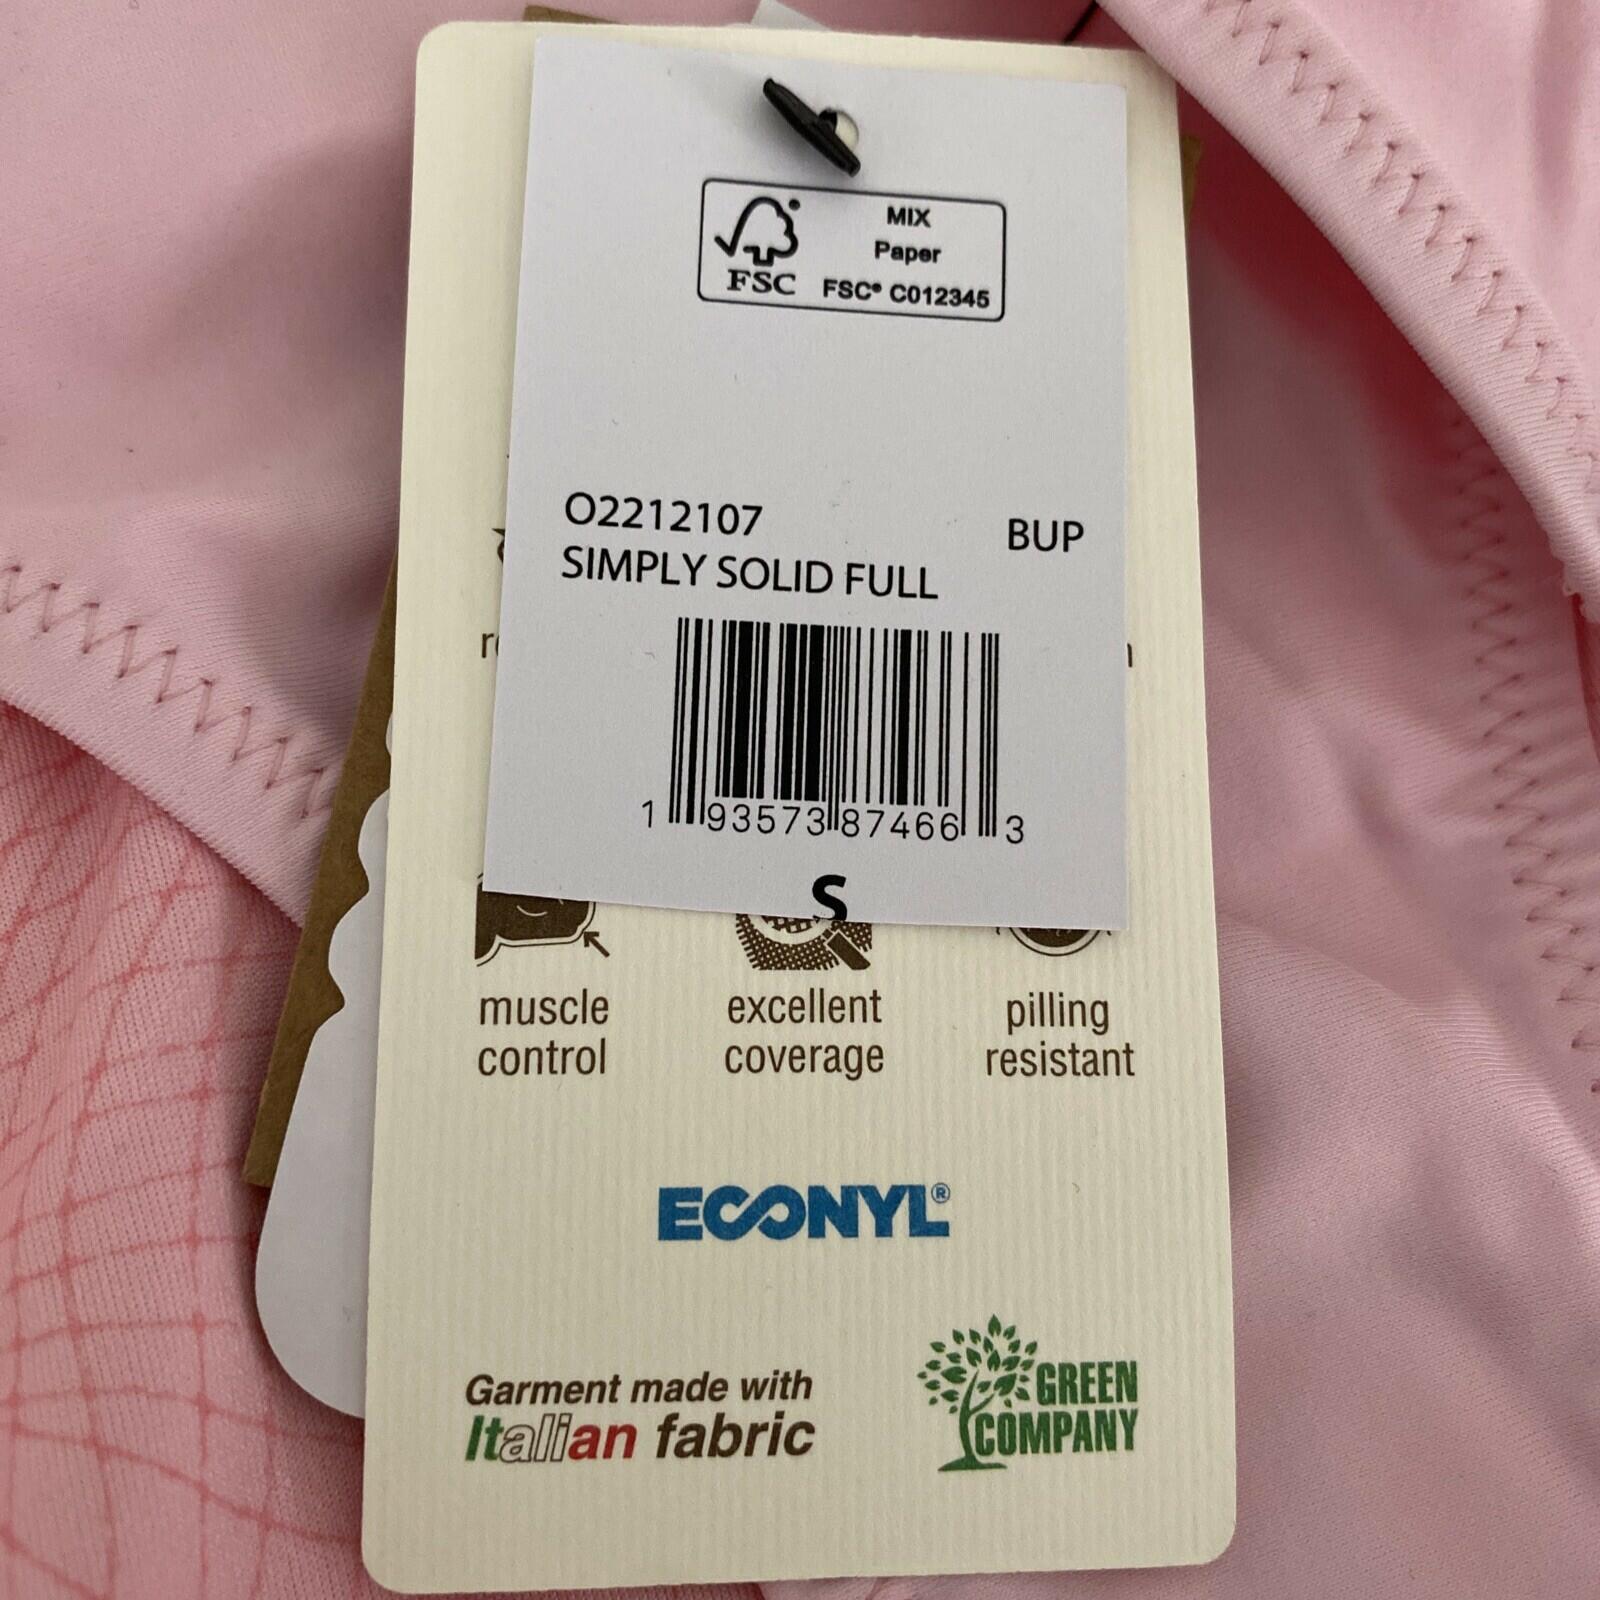 MIX
Paper
FSC
FSC® C012345
O2212107 BUP
SIMPLY SOLID FULL
1 93573 87466 3
S
muscle
control
excellent
coverage
pilling
resistant
ECONYL®
Garment made with
Italian fabric
GREEN
COMPANY